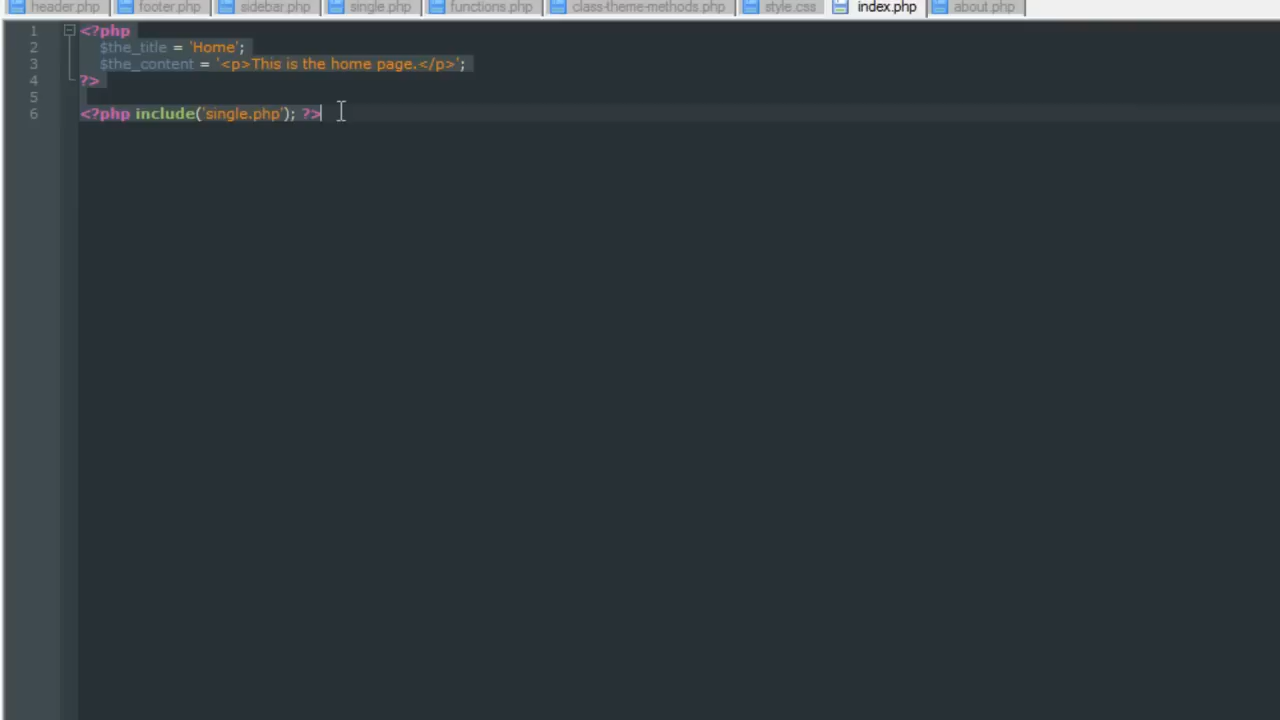 header.php footer.php sidebar.php single.php functions.php class-theme-methods.php style.css index.php about.php
1 <?php
2 $the_title = 'Home';
3 $the_content = '<p>This is the home page.</p>';
4 ?>
5
6 <?php include('single.php'); ?>